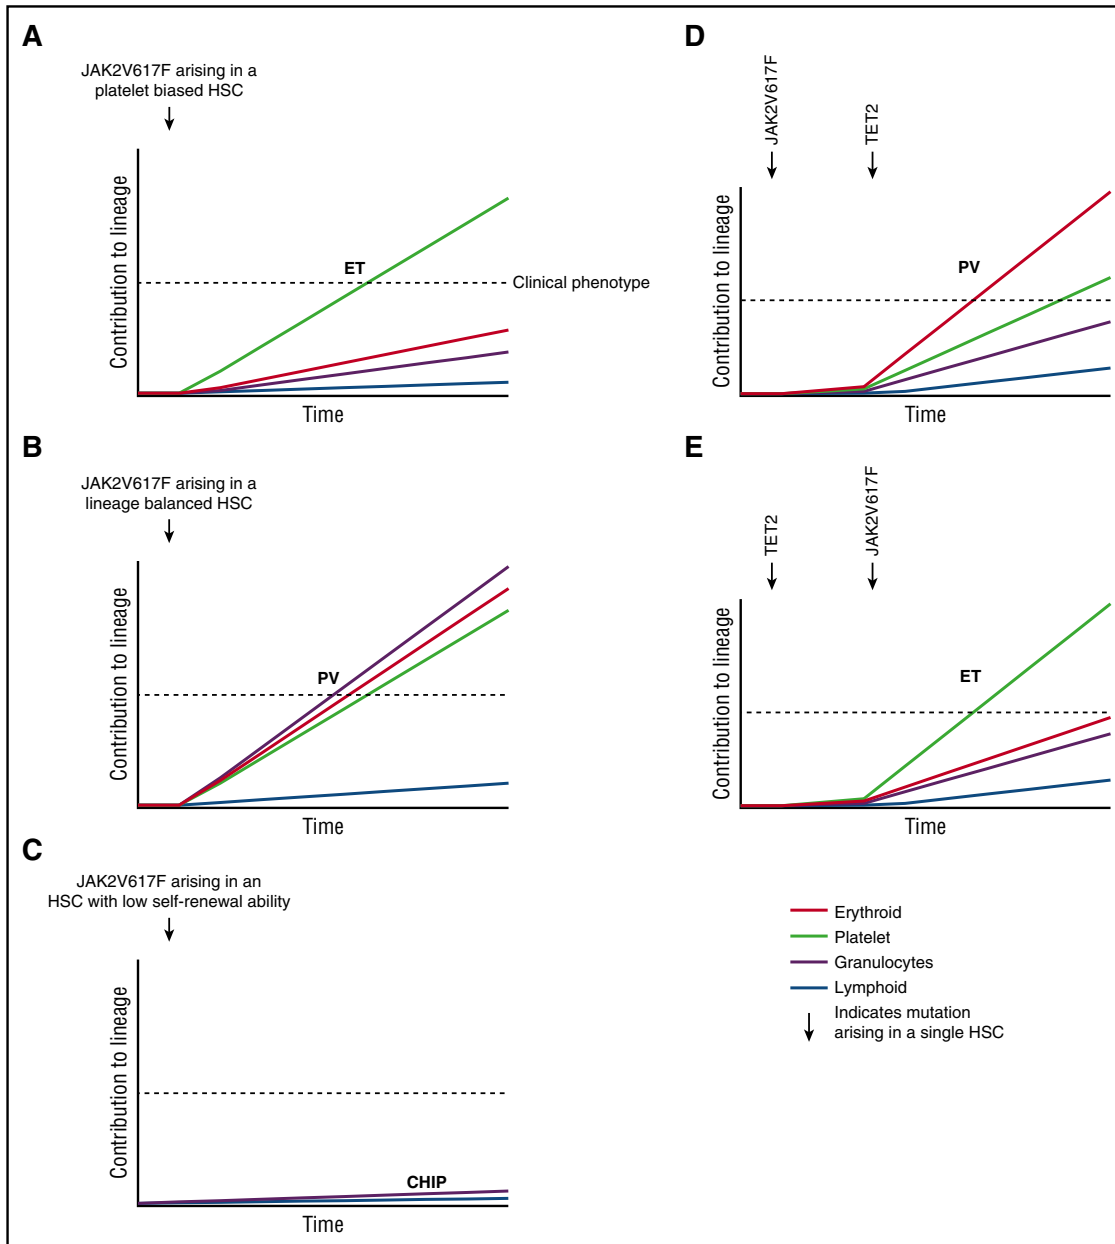 A
JAK2V617F arising in a
platelet biased HSC
Contribution to lineage
ET
Clinical phenotype
Time
B
JAK2V617F arising in a
lineage balanced HSC
Contribution to lineage
PV
Time
C
JAK2V617F arising in an
HSC with low self-renewal ability
Contribution to lineage
CHIP
Time
D
JAK2V617F
TET2
Contribution to lineage
PV
Time
E
TET2
JAK2V617F
Contribution to lineage
ET
Time
Erythroid
Platelet
Granulocytes
Lymphoid
Indicates mutation
arising in a single HSC